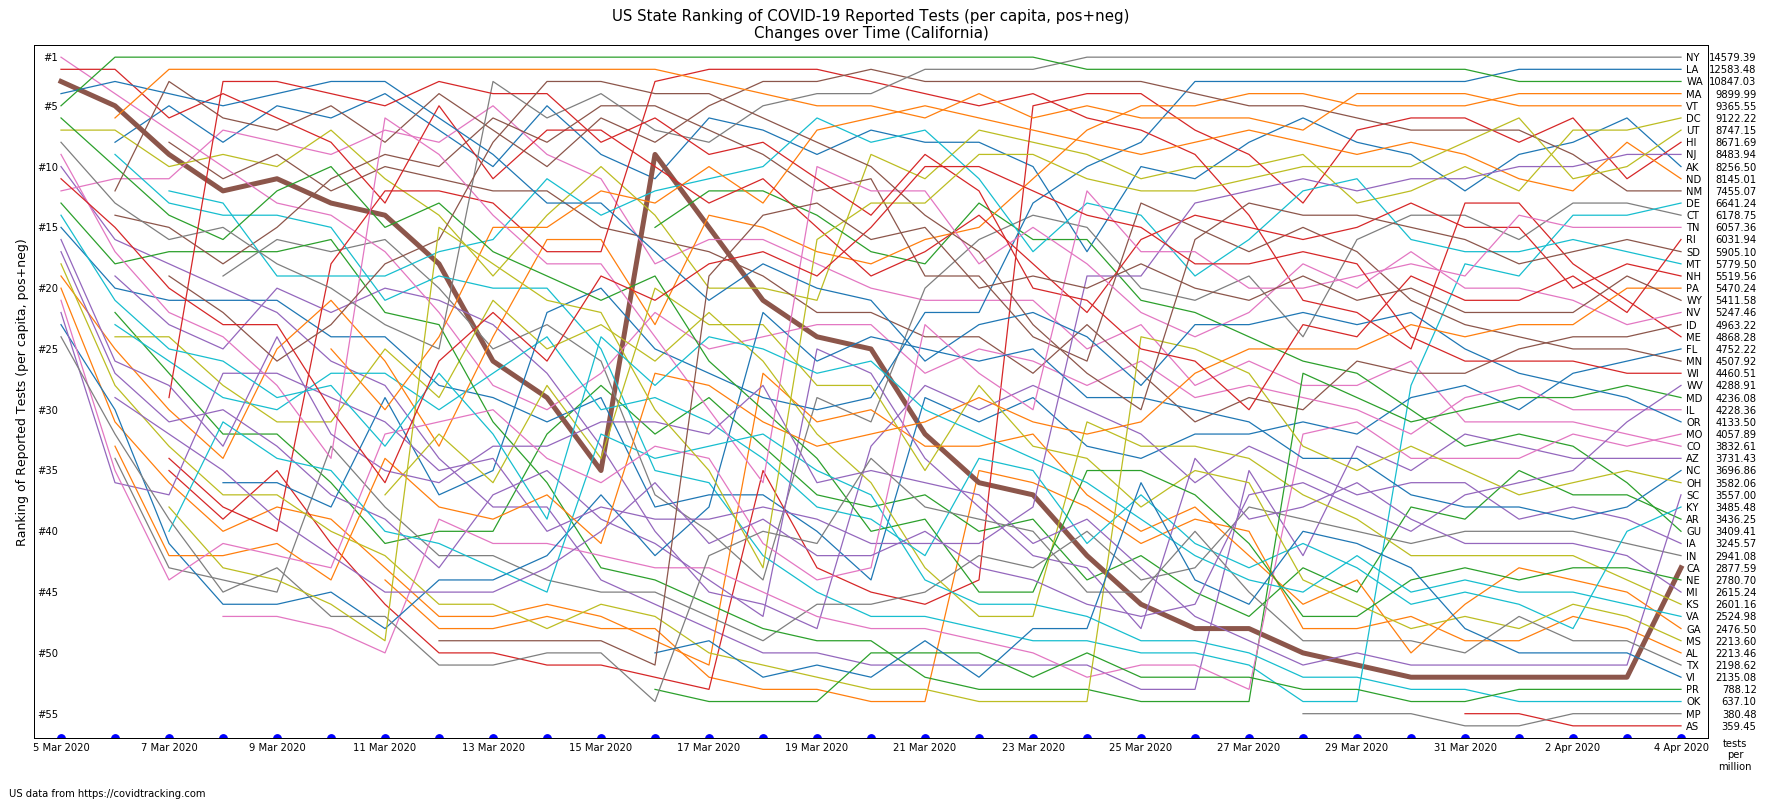 US State Ranking of COVID-19 Reported Tests (per capita, pos+neg)
Changes over Time (California)
Ranking of Reported Tests (per capita, pos+neg)
#1
#5
#10
#15
#20
#25
#30
#35
#40
#45
#50
#55
NY 14579.39
LA 12583.48
WA 10847.03
MA 9899.99
VT 9365.55
DC 9122.22
UT 8747.15
HI 8671.69
NJ 8483.94
AK 8256.50
ND 8145.01
NM 7455.07
DE 6641.24
CT 6178.75
TN 6057.36
RI 6031.94
SD 5905.10
MT 5779.50
NH 5519.56
PA 5470.24
WY 5411.58
NV 5247.46
ID 4963.22
ME 4868.28
FL 4752.22
MN 4507.92
WI 4460.51
WV 4288.91
MD 4236.08
IL 4228.36
OR 4133.50
MO 4057.89
CO 3832.61
AZ 3731.43
NC 3696.86
OH 3582.06
SC 3557.00
KY 3485.48
AR 3436.25
GU 3409.41
IA 3245.57
IN 2941.08
CA 2877.59
NE 2780.70
MI 2615.24
KS 2601.16
VA 2524.98
GA 2476.50
MS 2213.60
AL 2213.46
TX 2198.62
VI 2135.08
PR 788.12
OK 637.10
MP 380.48
AS 359.45
5 Mar 2020 7 Mar 2020 9 Mar 2020 11 Mar 2020 13 Mar 2020 15 Mar 2020 17 Mar 2020 19 Mar 2020 21 Mar 2020 23 Mar 2020 25 Mar 2020 27 Mar 2020 29 Mar 2020 31 Mar 2020 2 Apr 2020 4 Apr 2020
tests
per
million
US data from https://covidtracking.com